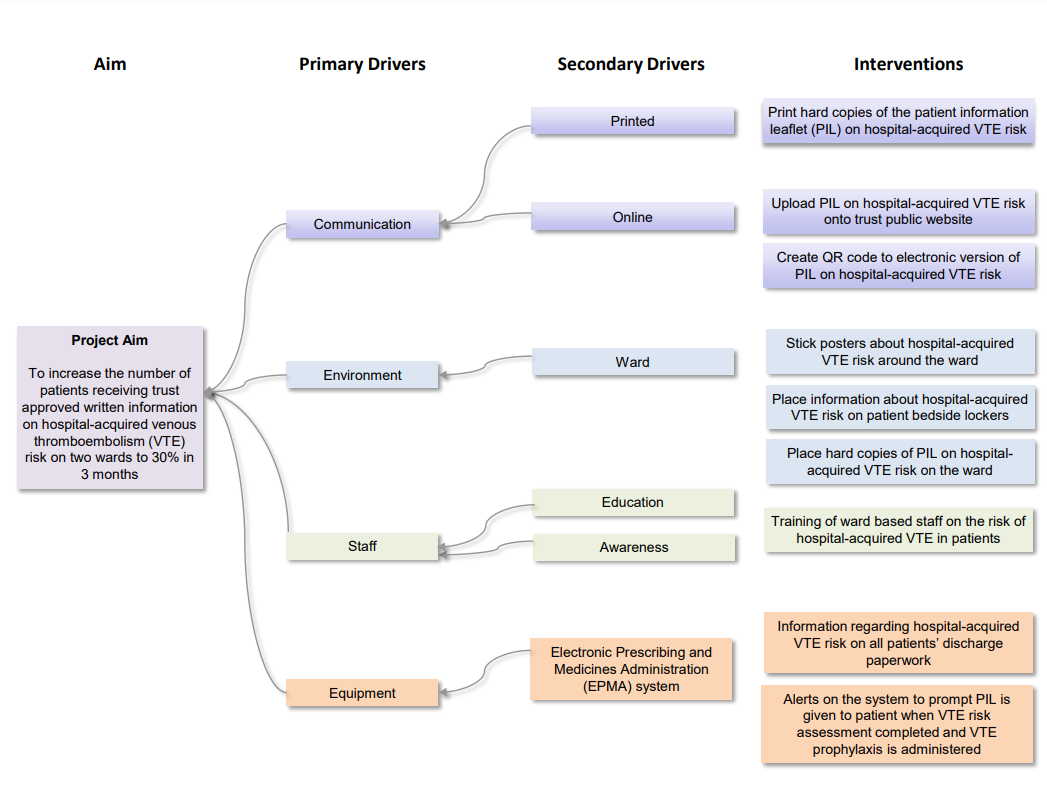 Aim
Primary Drivers
Secondary Drivers
Interventions
Project Aim
To increase the number of
patients receiving trust
approved written information
on hospital-acquired venous
thromboembolism (VTE)
risk on two wards to 30% in
3 months
Communication
Printed
Online
Print hard copies of the patient information
leaflet (PIL) on hospital-acquired VTE risk
Upload PIL on hospital-acquired VTE risk
onto trust public website
Create QR code to electronic version of
PIL on hospital-acquired VTE risk
Environment
Ward
Stick posters about hospital-acquired
VTE risk around the ward
Place information about hospital-acquired
VTE risk on patient bedside lockers
Place hard copies of PIL on hospital-
acquired VTE risk on the ward
Staff
Education
Awareness
Training of ward based staff on the risk of
hospital-acquired VTE in patients
Equipment
Electronic Prescribing and
Medicines Administration
(EPMA) system
Information regarding hospital-acquired
VTE risk on all patients’ discharge
paperwork
Alerts on the system to prompt PIL is
given to patient when VTE risk
assessment completed and VTE
prophylaxis is administered